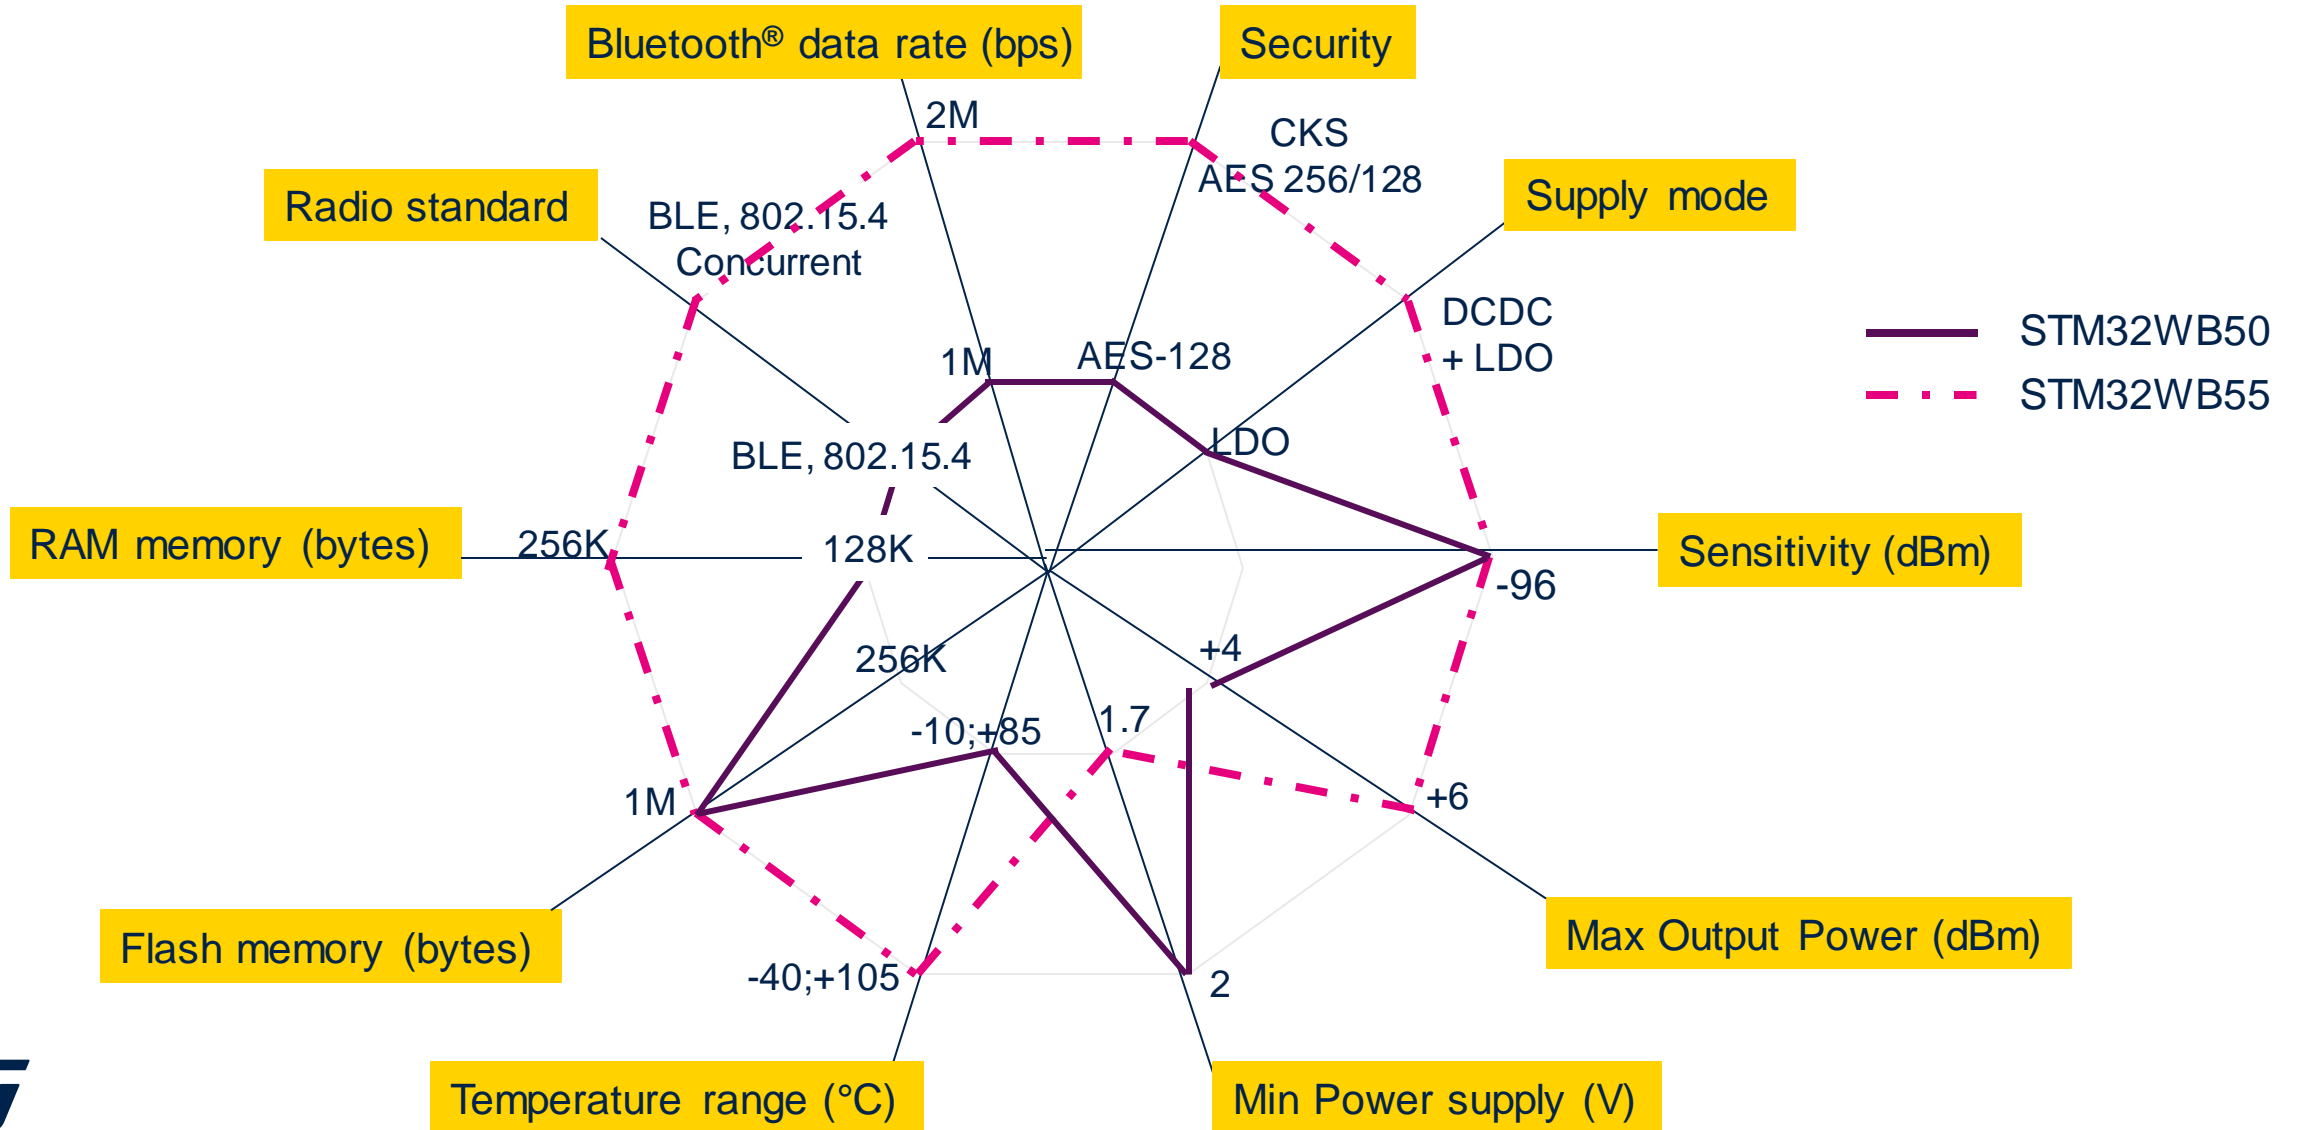 Bluetooth® data rate (bps)
Security
2M
CKS
AES 256/128
Supply mode
Radio standard
BLE, 802.15.4
Concurrent
DCDC
+ LDO
STM32WB50
STM32WB55
1M
AES-128
LDO
BLE, 802.15.4
RAM memory (bytes)
256K
128K
Sensitivity (dBm)
-96
256K
+4
-10;+85
1.7
1M
+6
Flash memory (bytes)
Max Output Power (dBm)
-40;+105
2
Temperature range (°C)
Min Power supply (V)